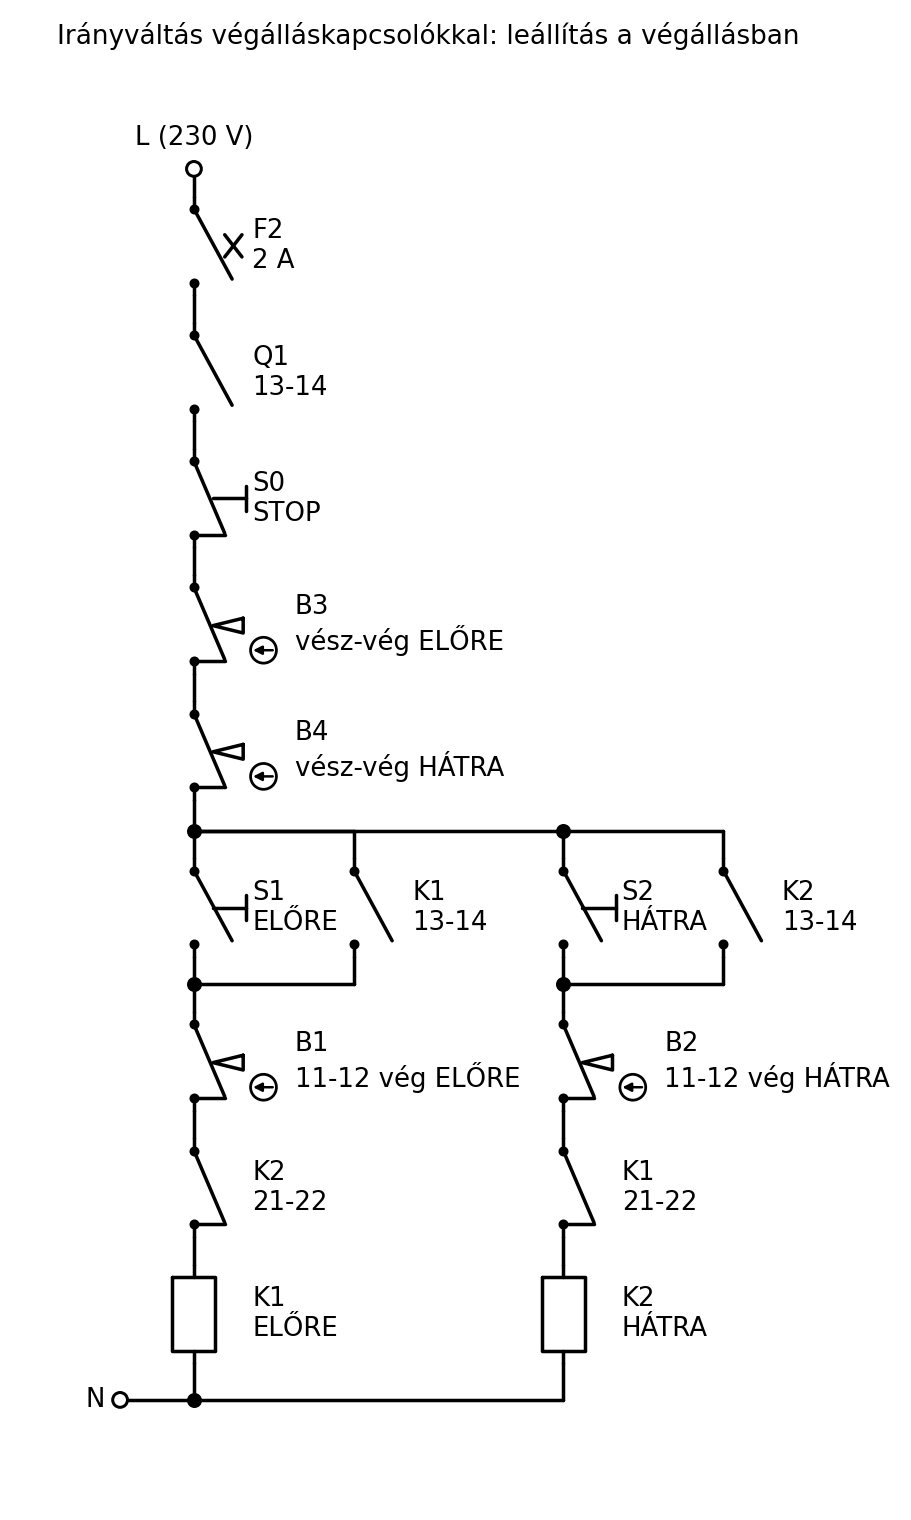 Irányváltás végálláskapcsolókkal: leállítás a végállásban
L (230 V)
F2
2 A
Q1
13-14
S0
STOP
B3
vész-vég ELŐRE
B4
vész-vég HÁTRA
S1
ELŐRE
K1
13-14
S2
HÁTRA
K2
13-14
B1
11-12 vég ELŐRE
B2
11-12 vég HÁTRA
K2
21-22
K1
21-22
K1
ELŐRE
K2
HÁTRA
N